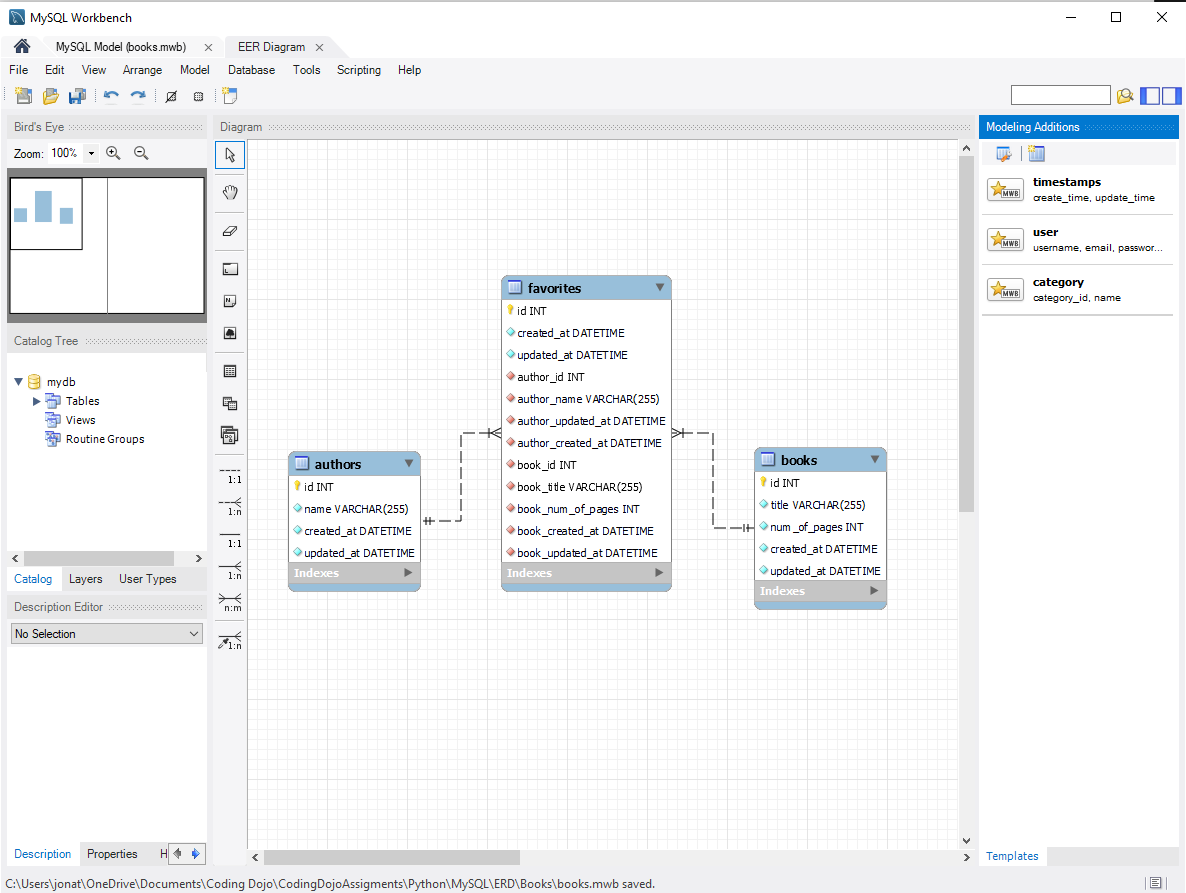 MySQL Workbench
MySQL Model (books.mwb)
EER Diagram
File Edit View Arrange Model Database Tools Scripting Help
Bird's Eye
Zoom: 100%
Catalog Tree
mydb
Tables
Views
Routine Groups
Catalog Layers User Types
Description Editor
No Selection
Description Properties H
Diagram
1:1
1:n
1:1
1:n
n:m
1:n
authors
id INT
name VARCHAR(255)
created_at DATETIME
updated_at DATETIME
Indexes
favorites
id INT
created_at DATETIME
updated_at DATETIME
author_id INT
author_name VARCHAR(255)
author_updated_at DATETIME
author_created_at DATETIME
book_id INT
book_title VARCHAR(255)
book_num_of_pages INT
book_created_at DATETIME
book_updated_at DATETIME
Indexes
books
id INT
title VARCHAR(255)
num_of_pages INT
created_at DATETIME
updated_at DATETIME
Indexes
Modeling Additions
MWB
timestamps
create_time, update_time
MWB
user
username, email, passwor...
MWB
category
category_id, name
Templates
C:\Users\jonat\OneDrive\Documents\Coding Dojo\CodingDojoAssigments\Python\MySQL\ERD\Books\books.mwb saved.